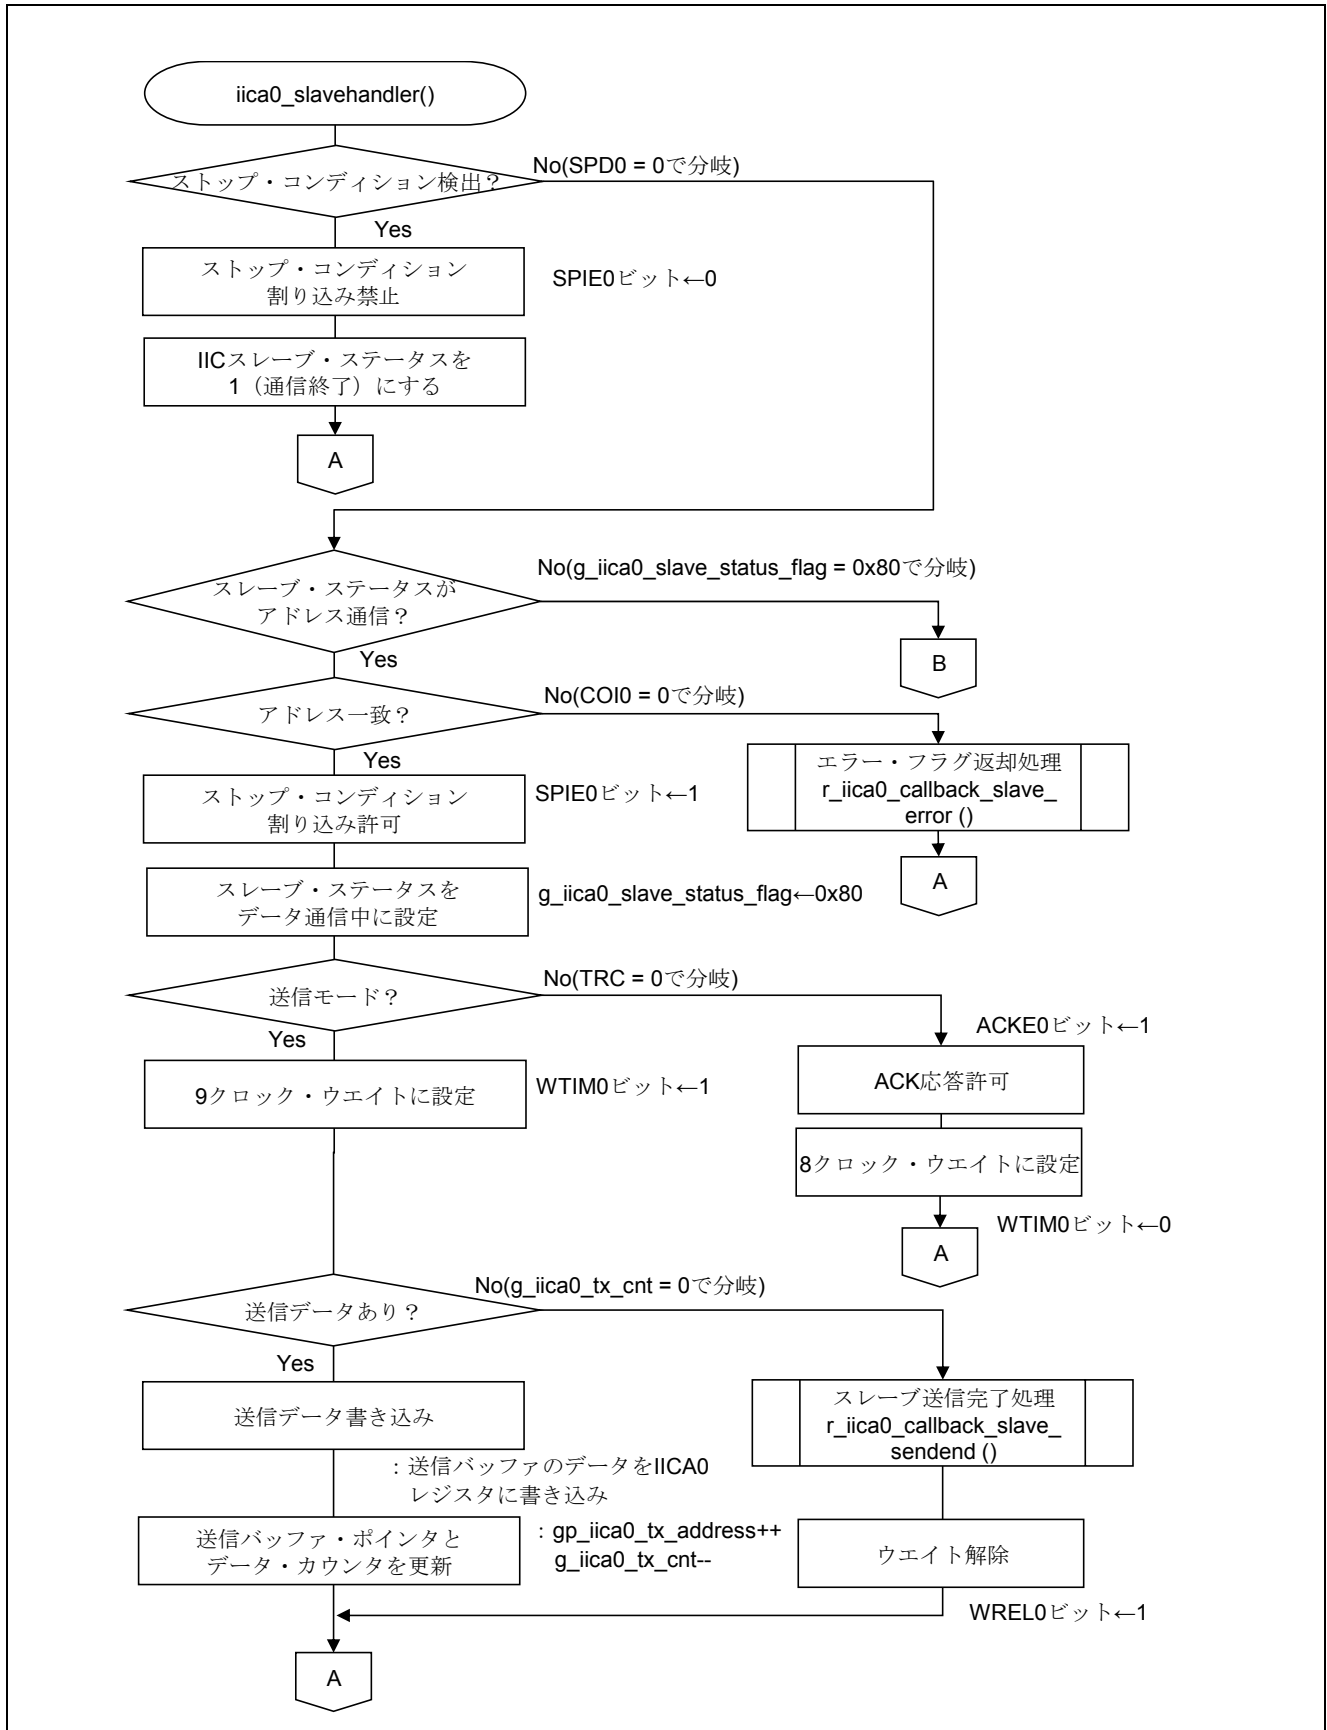 iica0_slavehandler()
ストップ・コンディション検出？
No(SPD0 = 0で分岐)
Yes
ストップ・コンディション
割り込み禁止
SPIE0ビット←0
IICスレーブ・ステータスを
1（通信終了）にする
A
スレーブ・ステータスが
アドレス通信？
No(g_iica0_slave_status_flag = 0x80で分岐)
B
Yes
アドレス一致？
No(COI0 = 0で分岐)
Yes
エラー・フラグ返却処理
r_iica0_callback_slave_
error ()
A
ストップ・コンディション
割り込み許可
SPIE0ビット←1
スレーブ・ステータスを
データ通信中に設定
g_iica0_slave_status_flag←0x80
送信モード？
No(TRC = 0で分岐)
Yes
ACKE0ビット←1
ACK応答許可
9クロック・ウエイトに設定
WTIM0ビット←1
8クロック・ウエイトに設定
WTIM0ビット←0
A
送信データあり？
No(g_iica0_tx_cnt = 0で分岐)
Yes
送信データ書き込み
スレーブ送信完了処理
r_iica0_callback_slave_
sendend ()
：送信バッファのデータをIICA0
レジスタに書き込み
送信バッファ・ポインタと
データ・カウンタを更新
：gp_iica0_tx_address++
g_iica0_tx_cnt--
ウエイト解除
WREL0ビット←1
A